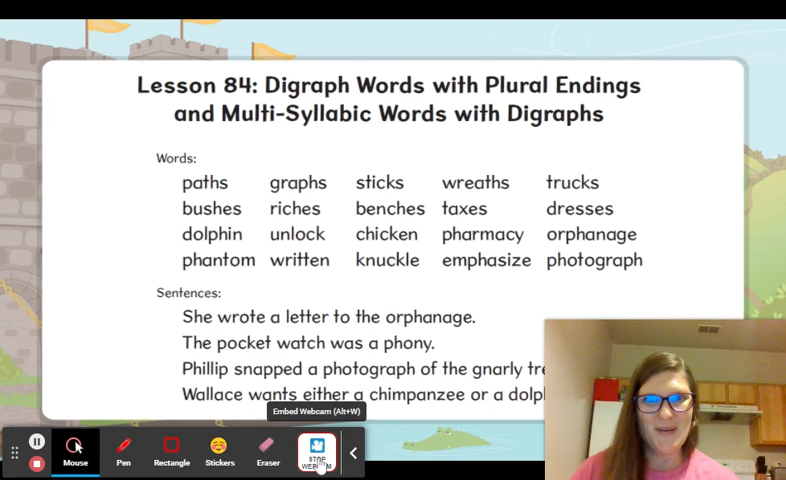 Lesson 84: Digraph Words with Plural Endings
and Multi-Syllabic Words with Digraphs
Words:
paths graphs sticks wreaths trucks
bushes riches benches taxes dresses
dolphin unlock chicken pharmacy orphanage
phantom written knuckle emphasize photograph
Sentences:
She wrote a letter to the orphanage.
The pocket watch was a phony.
Phillip snapped a photograph of the gnarly tre
Wallace wants either a chimpanzee or a dolph
Embed Webcam (Alt+W)
Mouse Pen Rectangle Stickers Eraser STOP